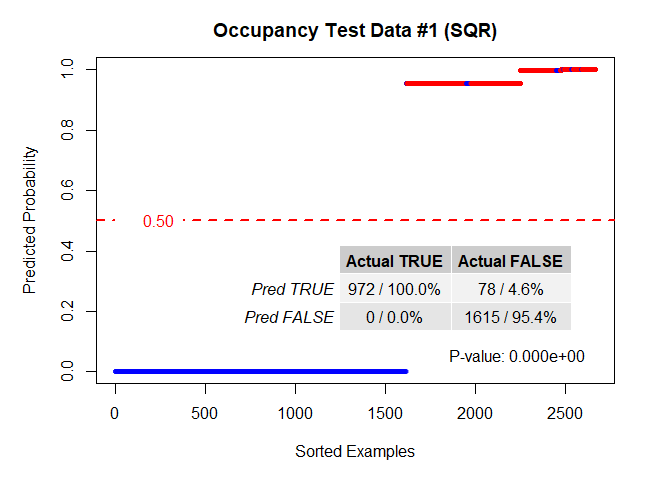 Occupancy Test Data #1 (SQR)
Predicted Probability
1.0
0.8
0.6
0.4
0.2
0.0
0.50
Actual TRUE Actual FALSE
Pred TRUE 972 / 100.0% 78 / 4.6%
Pred FALSE 0 / 0.0% 1615 / 95.4%
P-value: 0.000e+00
0 500 1000 1500 2000 2500
Sorted Examples